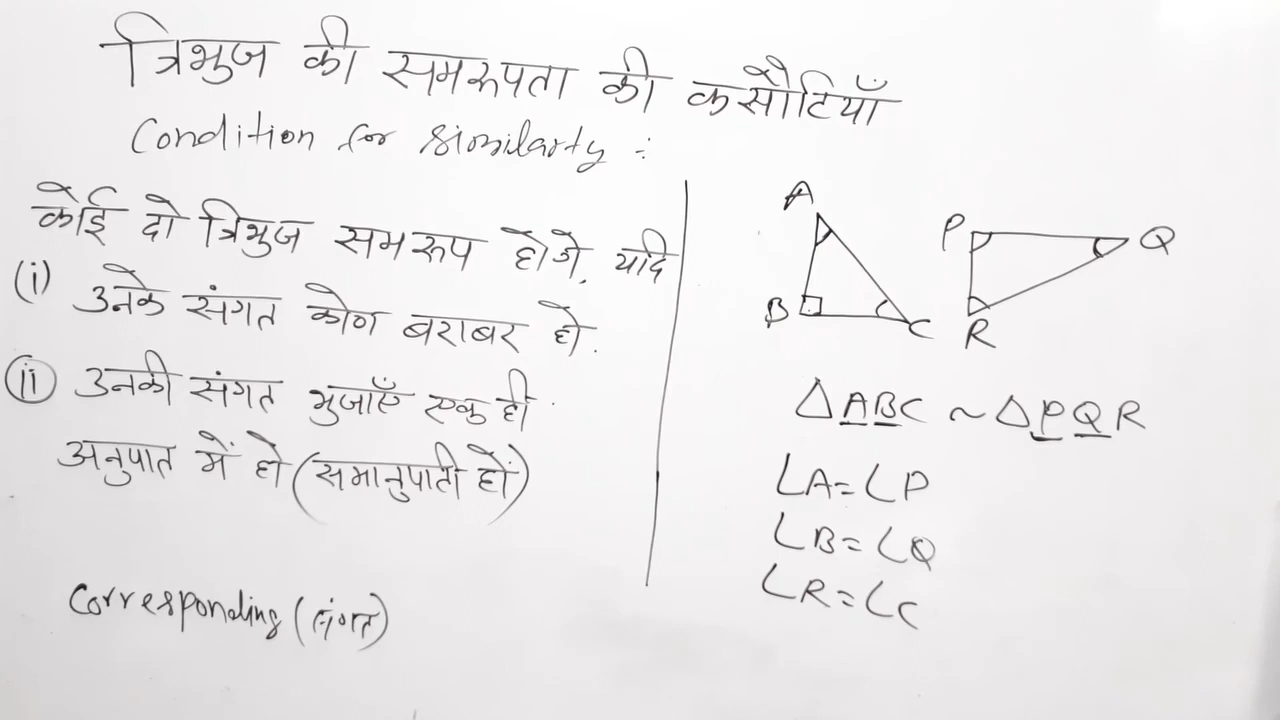 त्रिभुज की समरूपता की कसौटियाँ
Condition for similarty :
कोई दो त्रिभुज समरूप होगे, यदि
(i) उनके संगत कोण बराबर हो.
(ii) उनकी संगत भुजाएँ एक ही
अनुपात में हो (समानुपाती हों)
Corresponding (संगत)
A
B
C
P
Q
R
△ABC ~ △PQR
∠A=∠P
∠B=∠Q
∠R=∠C